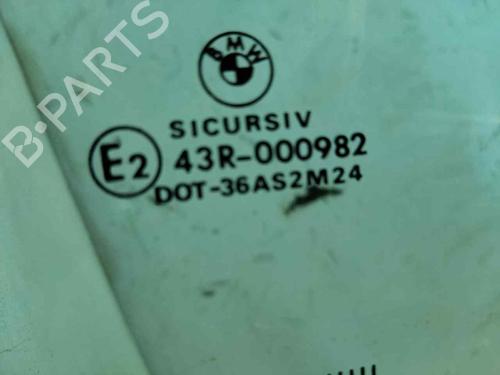 BMW
SICURSIV
E2 43R-000982
DOT-36AS2M24
B-PARTS